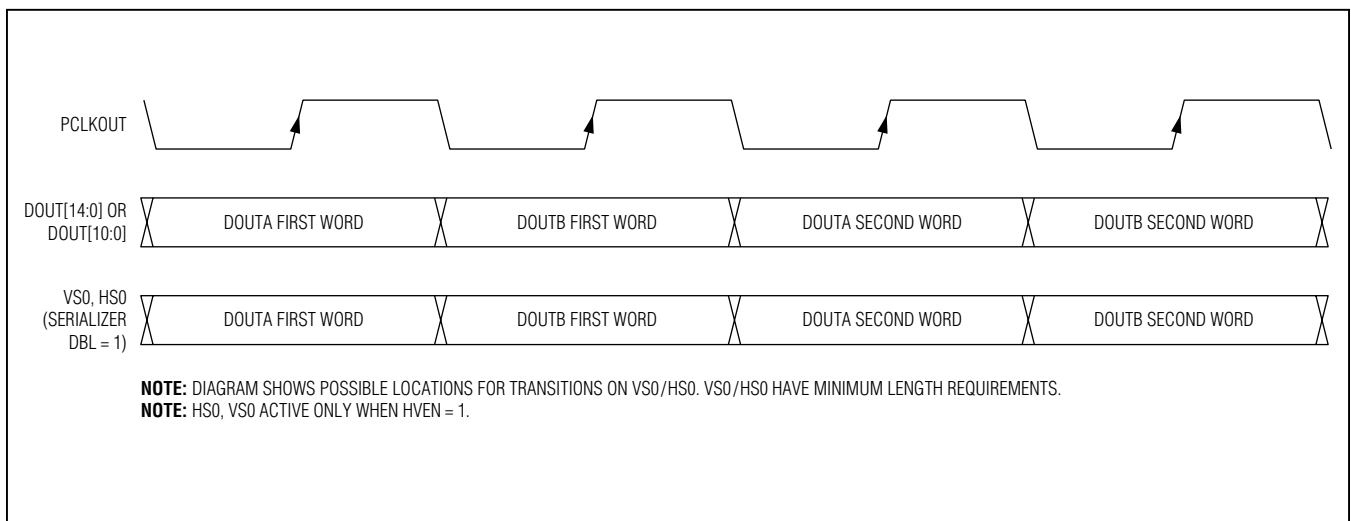 PCLKOUT
DOUT[14:0] OR
DOUT[10:0]
DOUTA FIRST WORD
DOUTB FIRST WORD
DOUTA SECOND WORD
DOUTB SECOND WORD
VS0, HS0
(SERIALIZER
DBL = 1)
DOUTA FIRST WORD
DOUTB FIRST WORD
DOUTA SECOND WORD
DOUTB SECOND WORD
NOTE: DIAGRAM SHOWS POSSIBLE LOCATIONS FOR TRANSITIONS ON VS0/HS0. VS0/HS0 HAVE MINIMUM LENGTH REQUIREMENTS.
NOTE: HS0, VS0 ACTIVE ONLY WHEN HVEN = 1.